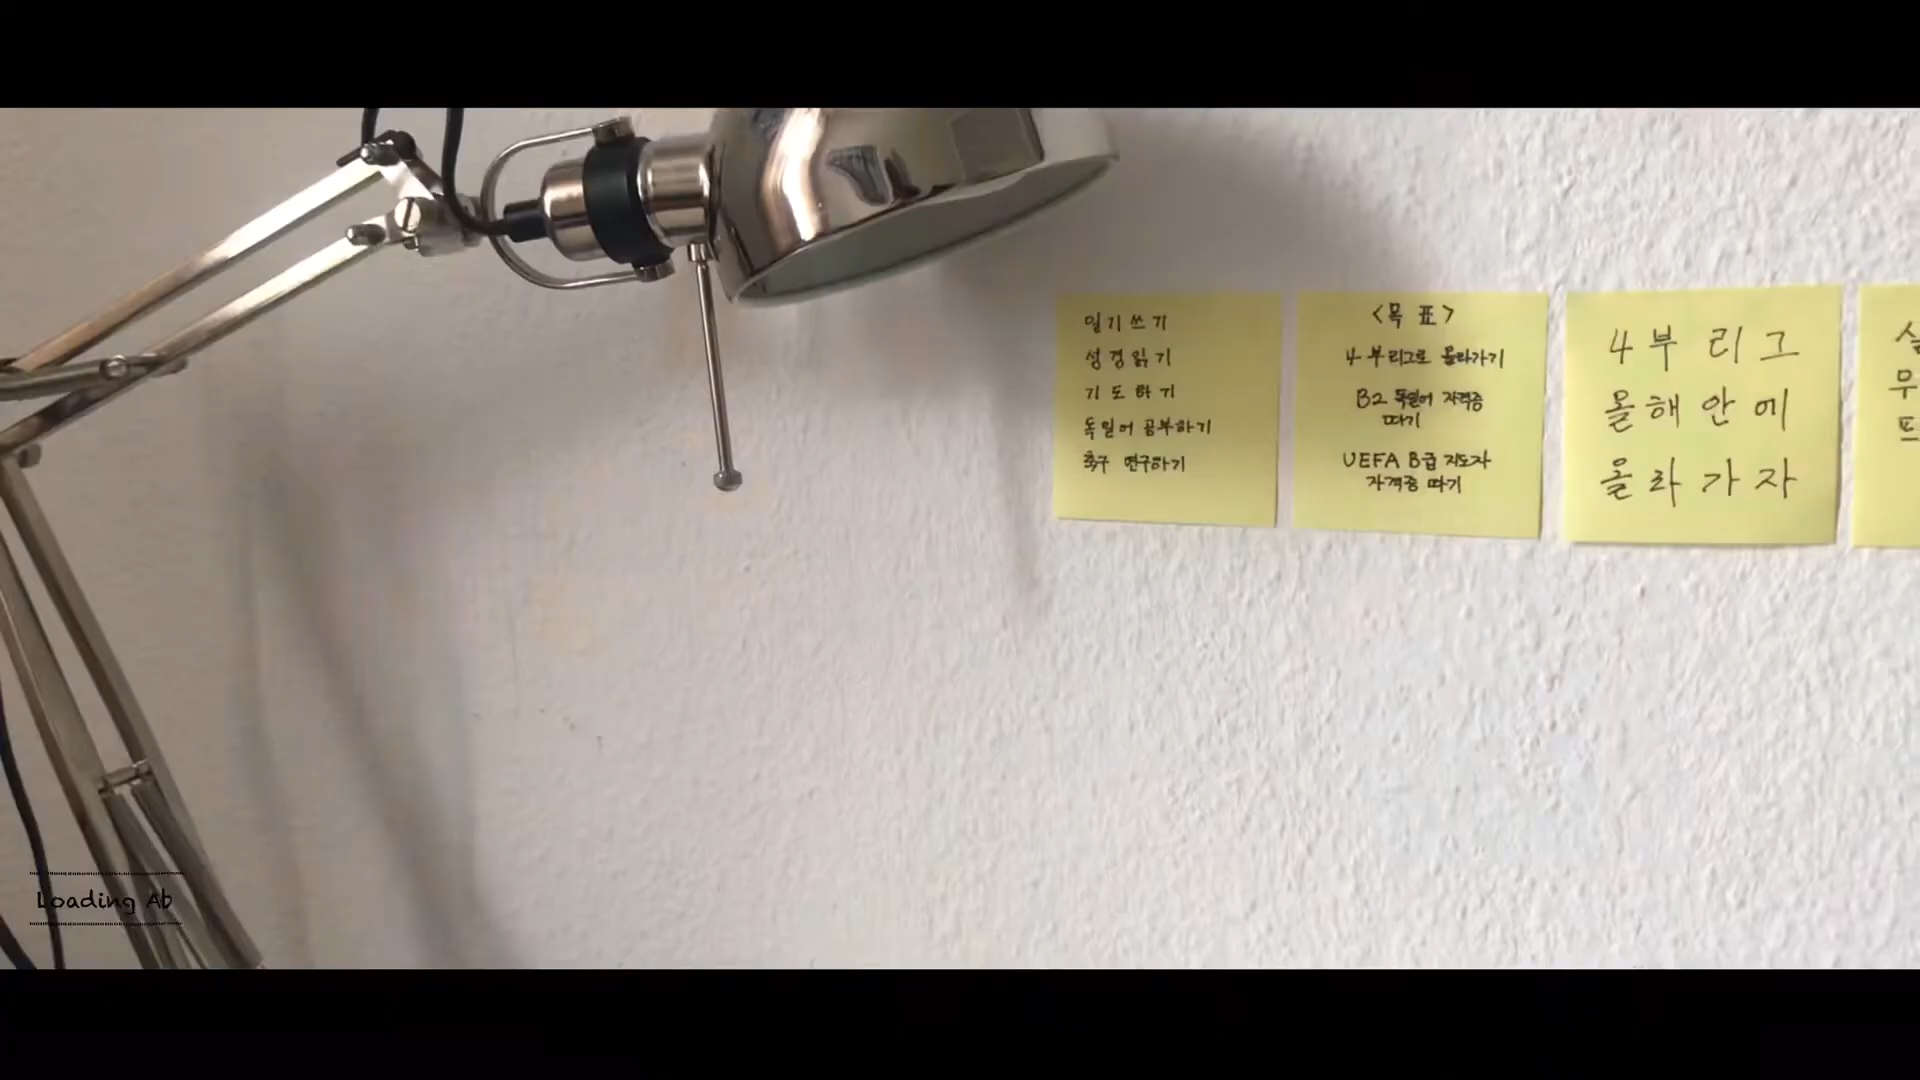 일기쓰기
성경읽기
기도하기
독일어 공부하기
축구 연구하기
<목 표>
4부리그로 올라가기
B2 독일어 자격증
따기
UEFA B급 지도자
자격증 따기
4부 리그
올해 안에
올라가자
무
Loading Ab